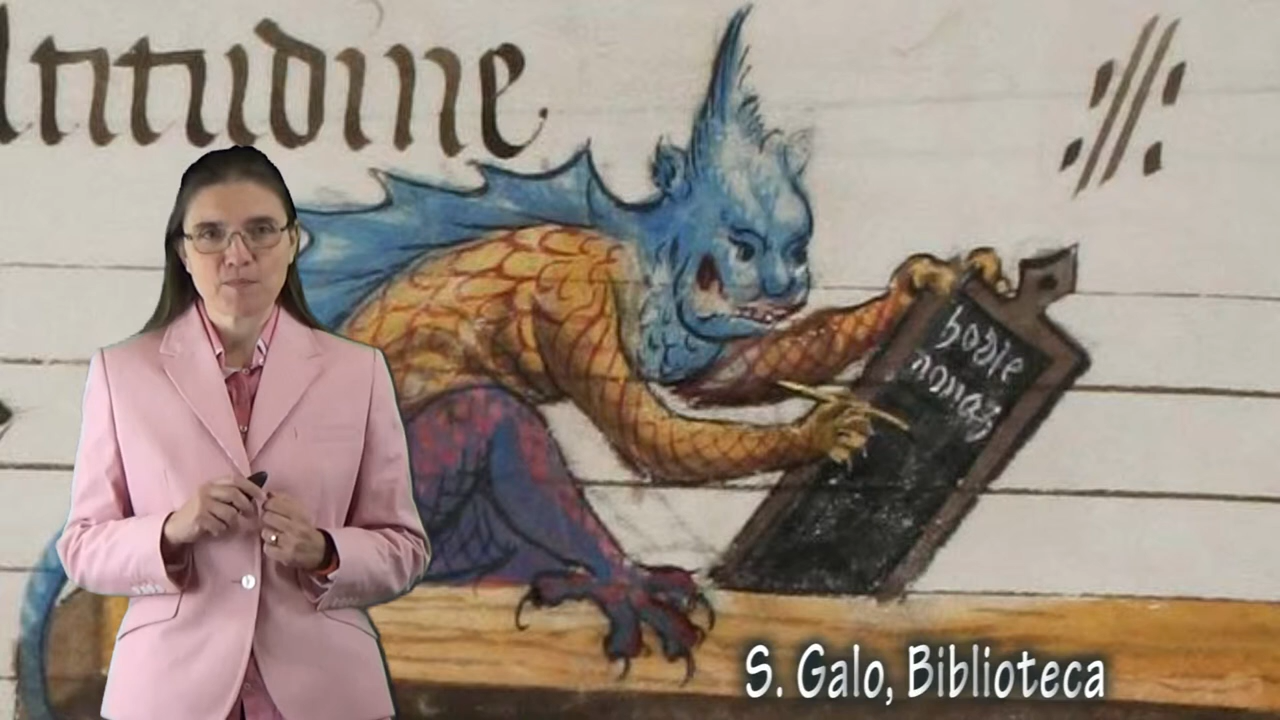 ltitudine
hodie
nonas
S. Galo, Biblioteca